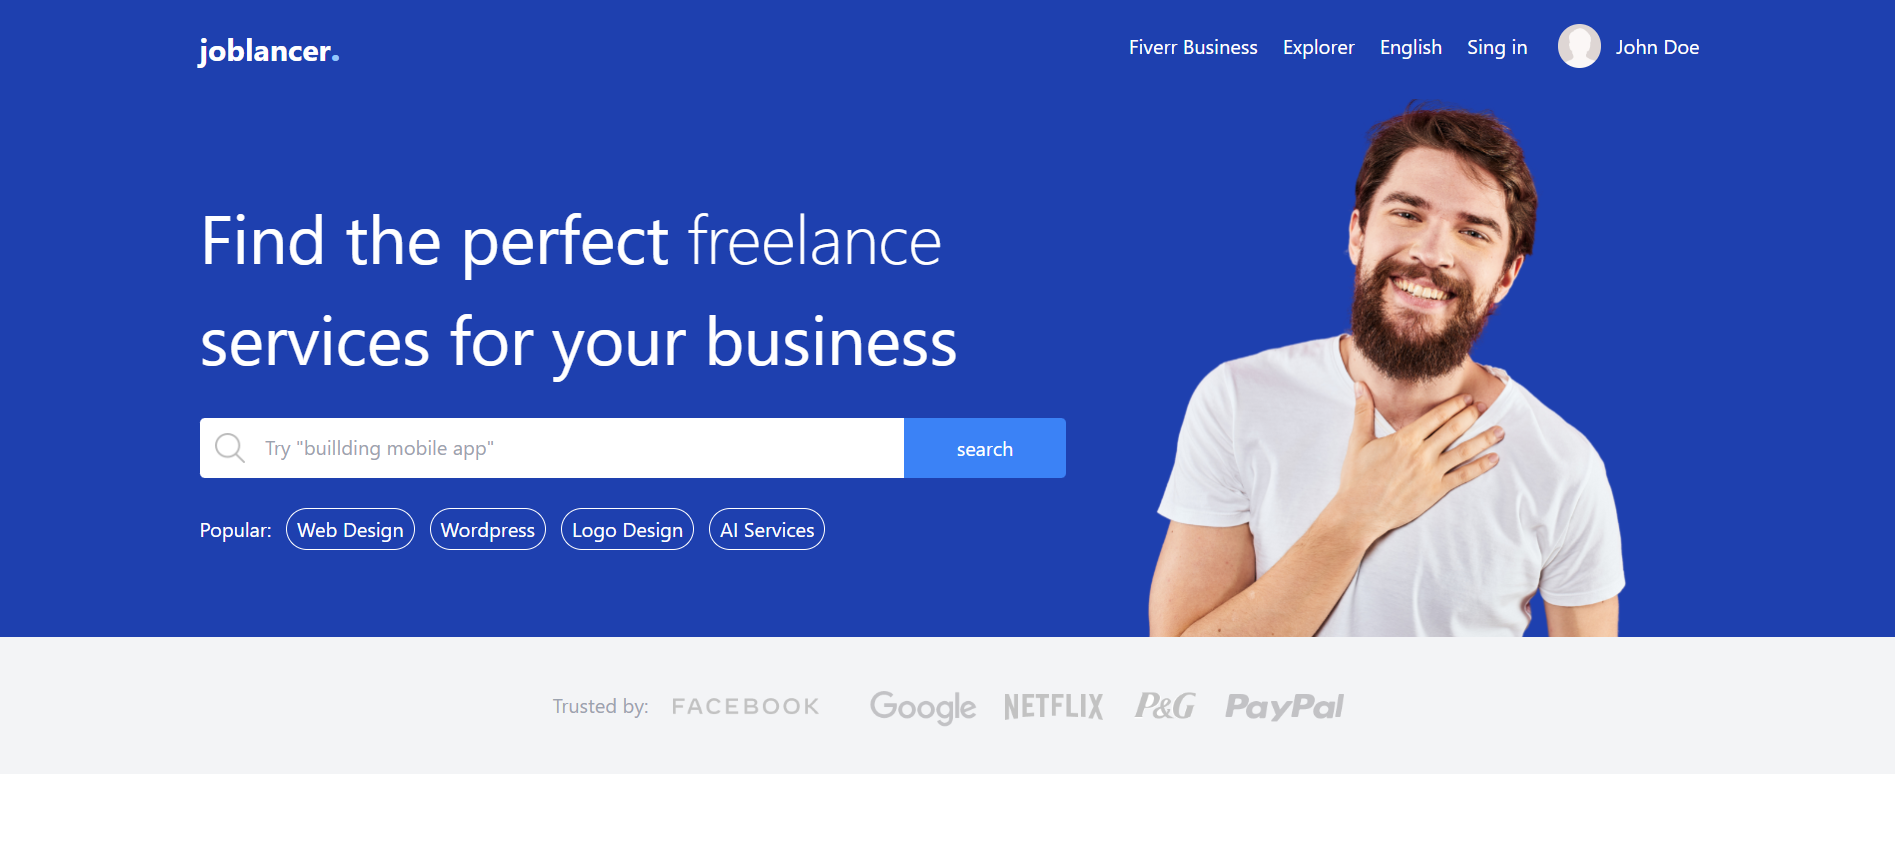 joblancer.
Fiverr Business Explorer English Sing in John Doe
Find the perfect freelance
services for your business
Try "buillding mobile app"
search
Popular: Web Design Wordpress Logo Design AI Services
Trusted by: FACEBOOK Google NETFLIX P&G PayPal